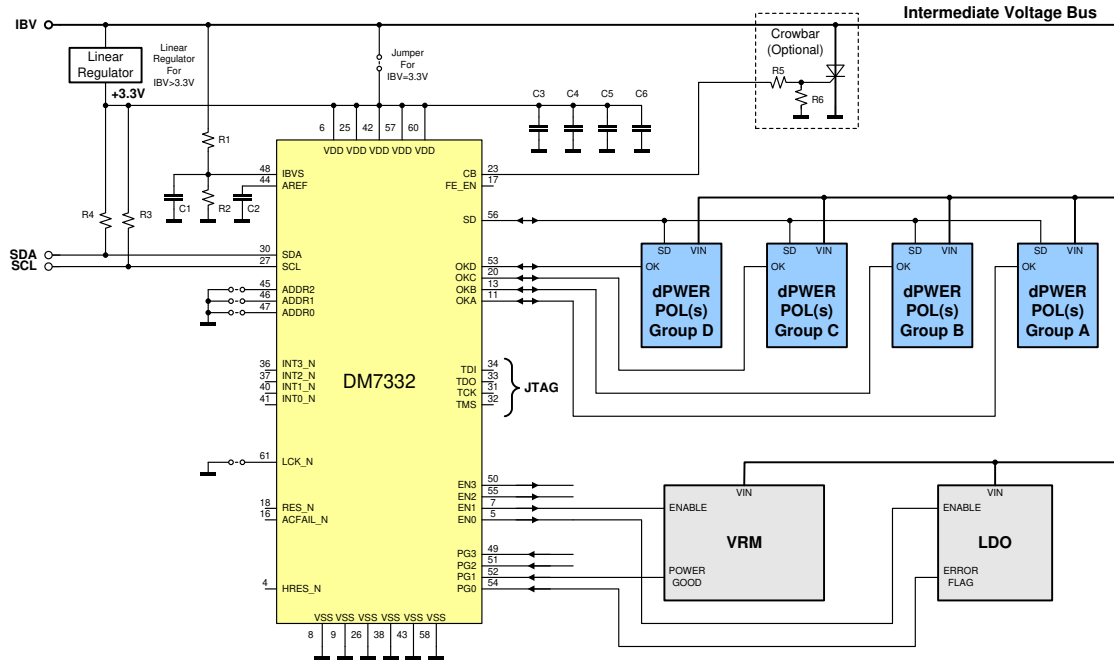 IBV
Intermediate Voltage Bus
Linear
Regulator
+3.3V
Linear
Regulator
For
IBV>3.3V
Jumper
For
IBV=3.3V
Crowbar
(Optional)
R5
R6
C3
C4
C5
C6
R1
R2
C1
C2
R4
R3
6
25
42
57
60
VDD VDD VDD VDD VDD
48
IBVS
44
AREF
SDA
SCL
30
SDA
27
SCL
45
ADDR2
46
ADDR1
47
ADDR0
36
INT3_N
37
INT2_N
40
INT1_N
41
INT0_N
61
LCK_N
18
RES_N
16
ACFAIL_N
4
HRES_N
DM7332
CB
23
FE_EN
17
SD
56
OKD
53
OKC
20
OKB
13
OKA
11
TDI
34
TDO
33
TCK
31
TMS
32
JTAG
EN3
50
EN2
55
EN1
7
EN0
5
PG3
49
PG2
51
PG1
52
PG0
54
VSS VSS VSS VSS VSS VSS
8
9
26
38
43
58
SD
VIN
OK
dPWER
POL(s)
Group D
SD
VIN
OK
dPWER
POL(s)
Group C
SD
VIN
OK
dPWER
POL(s)
Group B
SD
VIN
OK
dPWER
POL(s)
Group A
VIN
ENABLE
VRM
POWER
GOOD
VIN
ENABLE
LDO
ERROR
FLAG